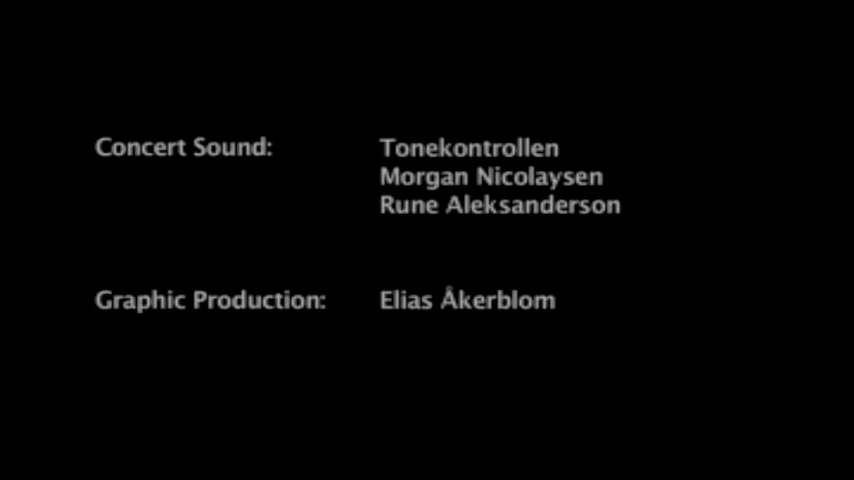 Concert Sound: Tonekontrollen
Morgan Nicolaysen
Rune Aleksanderson
Graphic Production: Elias Åkerblom